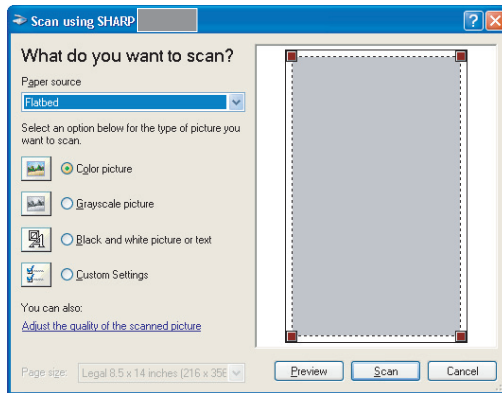 Scan using SHARP
What do you want to scan?
Paper source
Flatbed
Select an option below for the type of picture you
want to scan.
Color picture
Grayscale picture
Black and white picture or text
Custom Settings
You can also:
Adjust the quality of the scanned picture
Page size: Legal 8.5 x 14 inches (216 x 356
Preview Scan Cancel